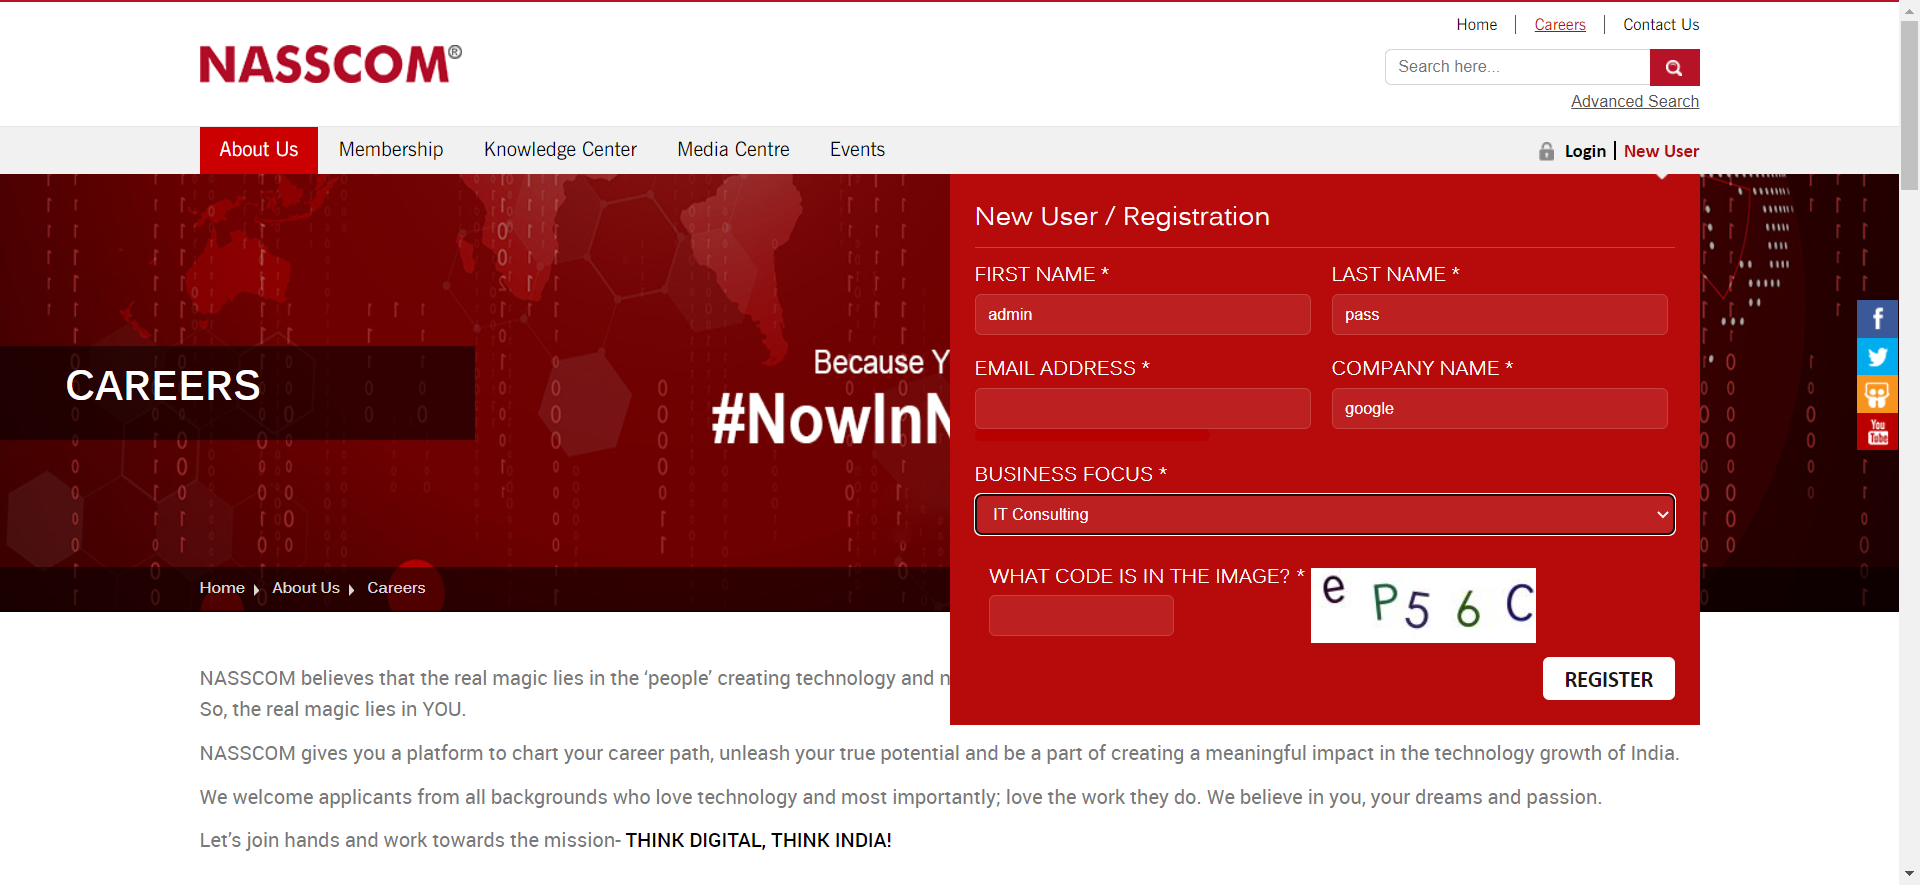 Home
Careers
Contact Us
NASSCOM®
Search here...
Advanced Search
About Us
Membership
Knowledge Center
Media Centre
Events
Login
New User
New User / Registration
FIRST NAME *
LAST NAME *
admin
pass
EMAIL ADDRESS *
COMPANY NAME *
google
BUSINESS FOCUS *
IT Consulting
WHAT CODE IS IN THE IMAGE? *
e P 5 6 C
REGISTER
Because Y
#NowInN
CAREERS
Home
About Us
Careers
f
You
Tube
NASSCOM believes that the real magic lies in the ‘people’ creating technology and n
So, the real magic lies in YOU.
NASSCOM gives you a platform to chart your career path, unleash your true potential and be a part of creating a meaningful impact in the technology growth of India.
We welcome applicants from all backgrounds who love technology and most importantly; love the work they do. We believe in you, your dreams and passion.
Let’s join hands and work towards the mission- THINK DIGITAL, THINK INDIA!